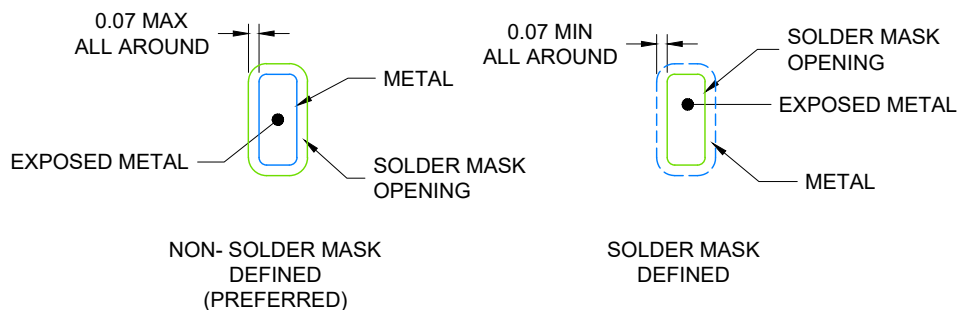 0.07 MAX
ALL AROUND
METAL
EXPOSED METAL
SOLDER MASK
OPENING
NON- SOLDER MASK
DEFINED
(PREFERRED)
0.07 MIN
ALL AROUND
SOLDER MASK
OPENING
EXPOSED METAL
METAL
SOLDER MASK
DEFINED